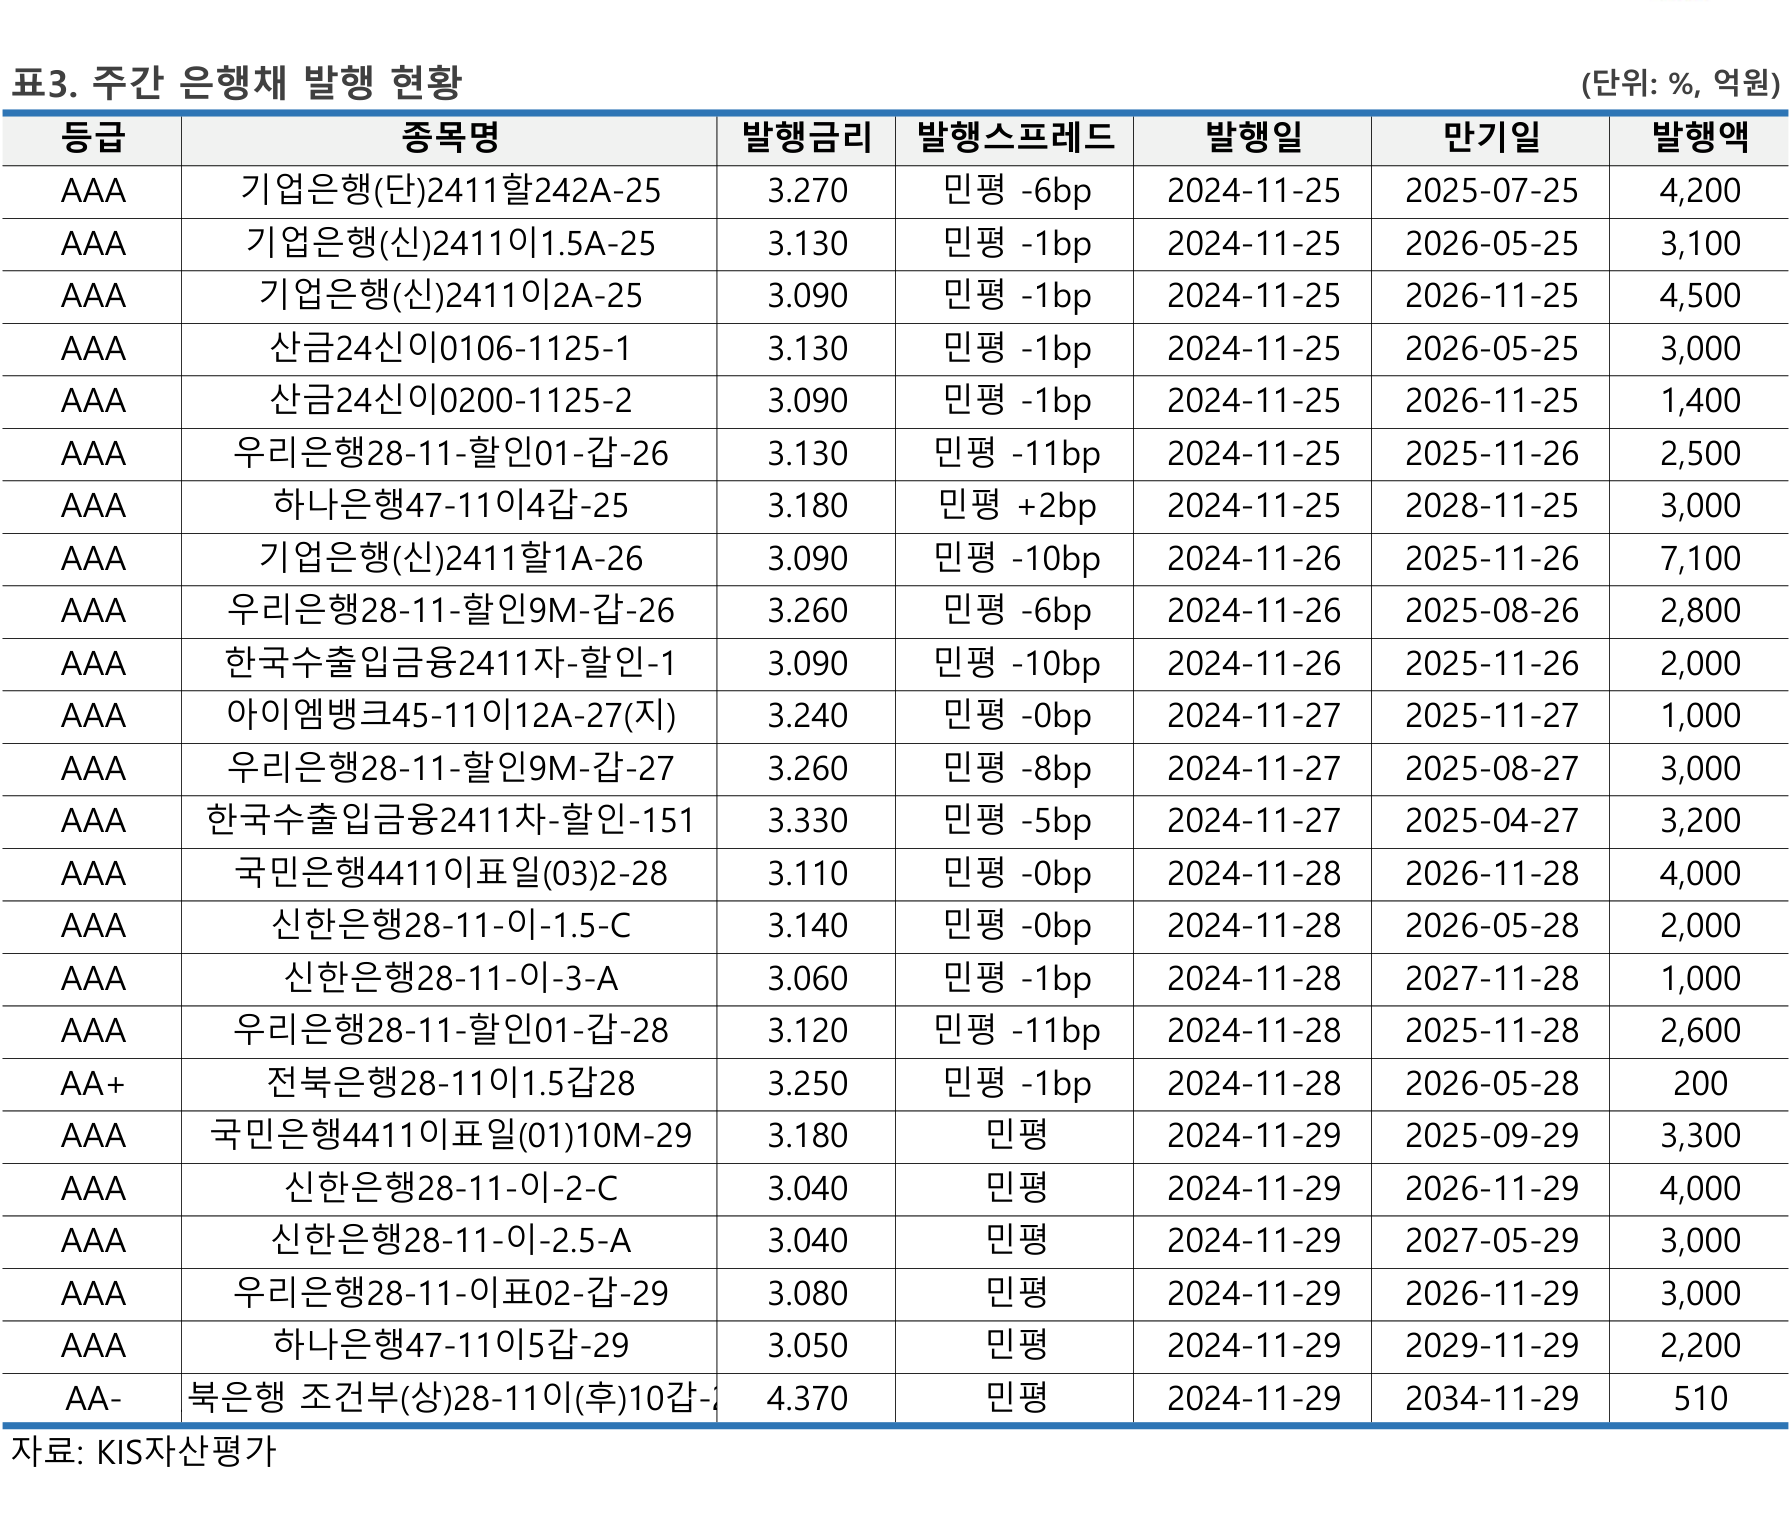 표3. 주간 은행채 발행 현황 (단위: %, 억원)
등급 종목명 발행금리 발행스프레드 발행일 만기일 발행액
AAA 기업은행(단)2411할242A-25 3.270 민평 -6bp 2024-11-25 2025-07-25 4,200
AAA 기업은행(신)2411이1.5A-25 3.130 민평 -1bp 2024-11-25 2026-05-25 3,100
AAA 기업은행(신)2411이2A-25 3.090 민평 -1bp 2024-11-25 2026-11-25 4,500
AAA 산금24신이0106-1125-1 3.130 민평 -1bp 2024-11-25 2026-05-25 3,000
AAA 산금24신이0200-1125-2 3.090 민평 -1bp 2024-11-25 2026-11-25 1,400
AAA 우리은행28-11-할인01-갑-26 3.130 민평 -11bp 2024-11-25 2025-11-26 2,500
AAA 하나은행47-11이4갑-25 3.180 민평 +2bp 2024-11-25 2028-11-25 3,000
AAA 기업은행(신)2411할1A-26 3.090 민평 -10bp 2024-11-26 2025-11-26 7,100
AAA 우리은행28-11-할인9M-갑-26 3.260 민평 -6bp 2024-11-26 2025-08-26 2,800
AAA 한국수출입금융2411자-할인-1 3.090 민평 -10bp 2024-11-26 2025-11-26 2,000
AAA 아이엠뱅크45-11이12A-27(지) 3.240 민평 -0bp 2024-11-27 2025-11-27 1,000
AAA 우리은행28-11-할인9M-갑-27 3.260 민평 -8bp 2024-11-27 2025-08-27 3,000
AAA 한국수출입금융2411차-할인-151 3.330 민평 -5bp 2024-11-27 2025-04-27 3,200
AAA 국민은행4411이표일(03)2-28 3.110 민평 -0bp 2024-11-28 2026-11-28 4,000
AAA 신한은행28-11-이-1.5-C 3.140 민평 -0bp 2024-11-28 2026-05-28 2,000
AAA 신한은행28-11-이-3-A 3.060 민평 -1bp 2024-11-28 2027-11-28 1,000
AAA 우리은행28-11-할인01-갑-28 3.120 민평 -11bp 2024-11-28 2025-11-28 2,600
AA+ 전북은행28-11이1.5갑28 3.250 민평 -1bp 2024-11-28 2026-05-28 200
AAA 국민은행4411이표일(01)10M-29 3.180 민평 2024-11-29 2025-09-29 3,300
AAA 신한은행28-11-이-2-C 3.040 민평 2024-11-29 2026-11-29 4,000
AAA 신한은행28-11-이-2.5-A 3.040 민평 2024-11-29 2027-05-29 3,000
AAA 우리은행28-11-이표02-갑-29 3.080 민평 2024-11-29 2026-11-29 3,000
AAA 하나은행47-11이5갑-29 3.050 민평 2024-11-29 2029-11-29 2,200
AA- 북은행 조건부(상)28-11이(후)10갑- 4.370 민평 2024-11-29 2034-11-29 510
자료: KIS자산평가